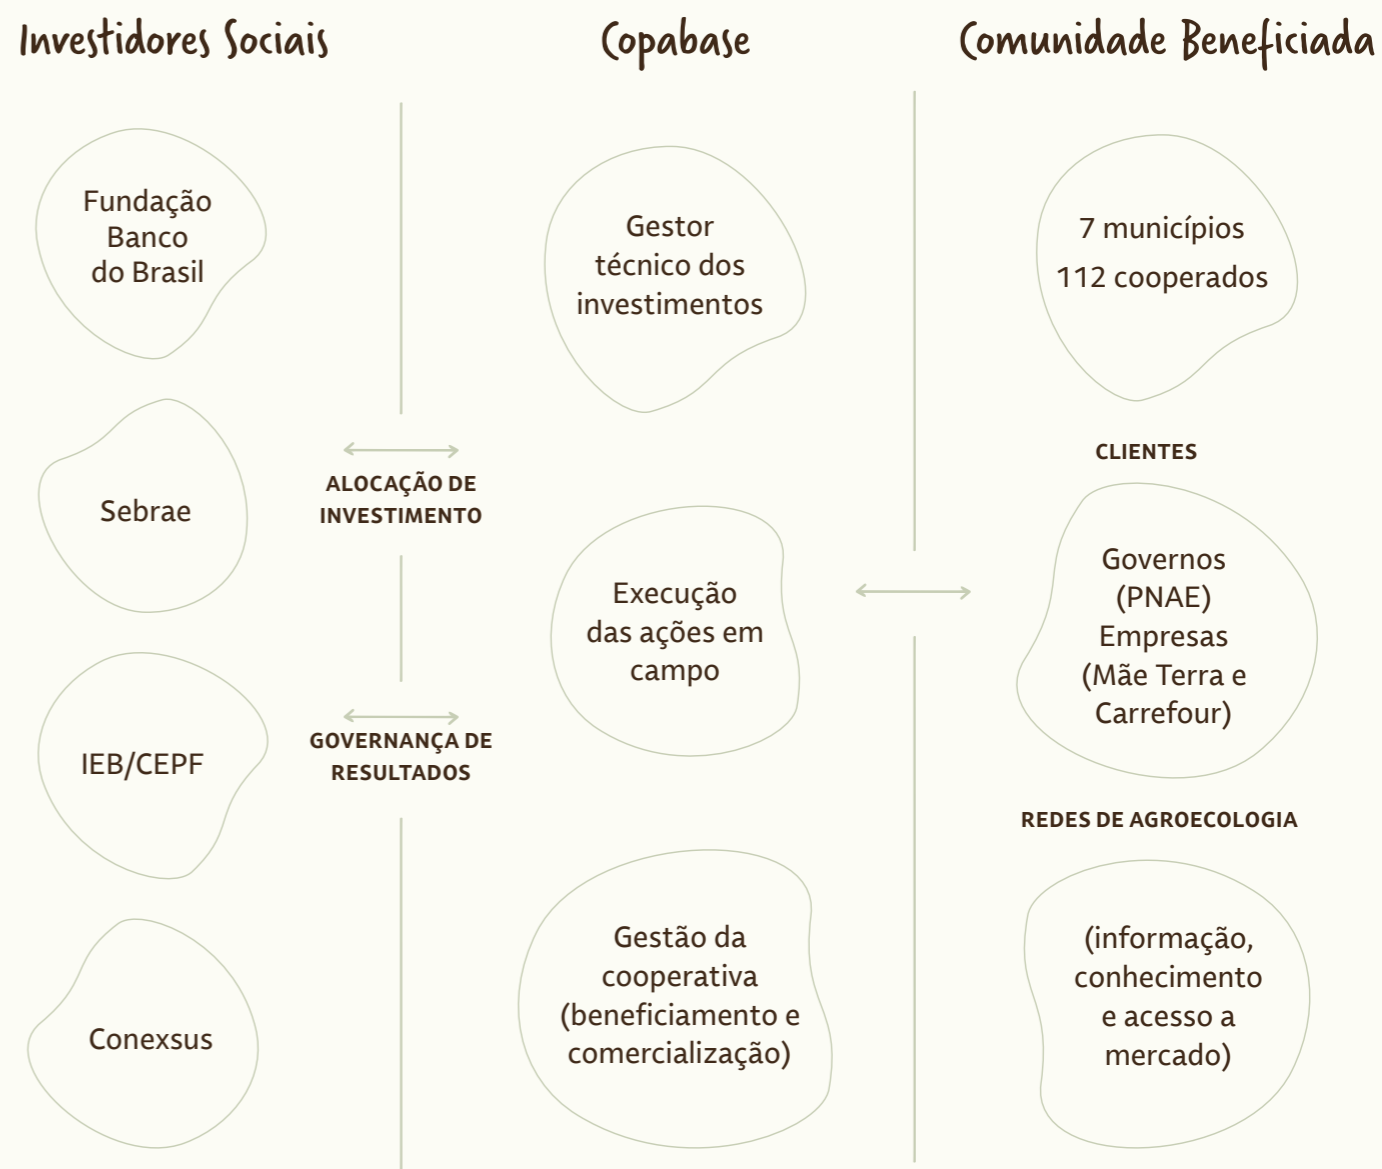 Investidores Sociais
Fundação
Banco
do Brasil
Sebrae
IEB/CEPF
Conexsus
ALOCAÇÃO DE
INVESTIMENTO
GOVERNANÇA DE
RESULTADOS
Copabase
Gestor
técnico dos
investimentos
Execução
das ações em
campo
Gestão da
cooperativa
(beneficiamento e
comercialização)
Comunidade Beneficiada
7 municípios
112 cooperados
CLIENTES
Governos
(PNAE)
Empresas
(Mãe Terra e
Carrefour)
REDES DE AGROECOLOGIA
(informação,
conhecimento
e acesso a
mercado)